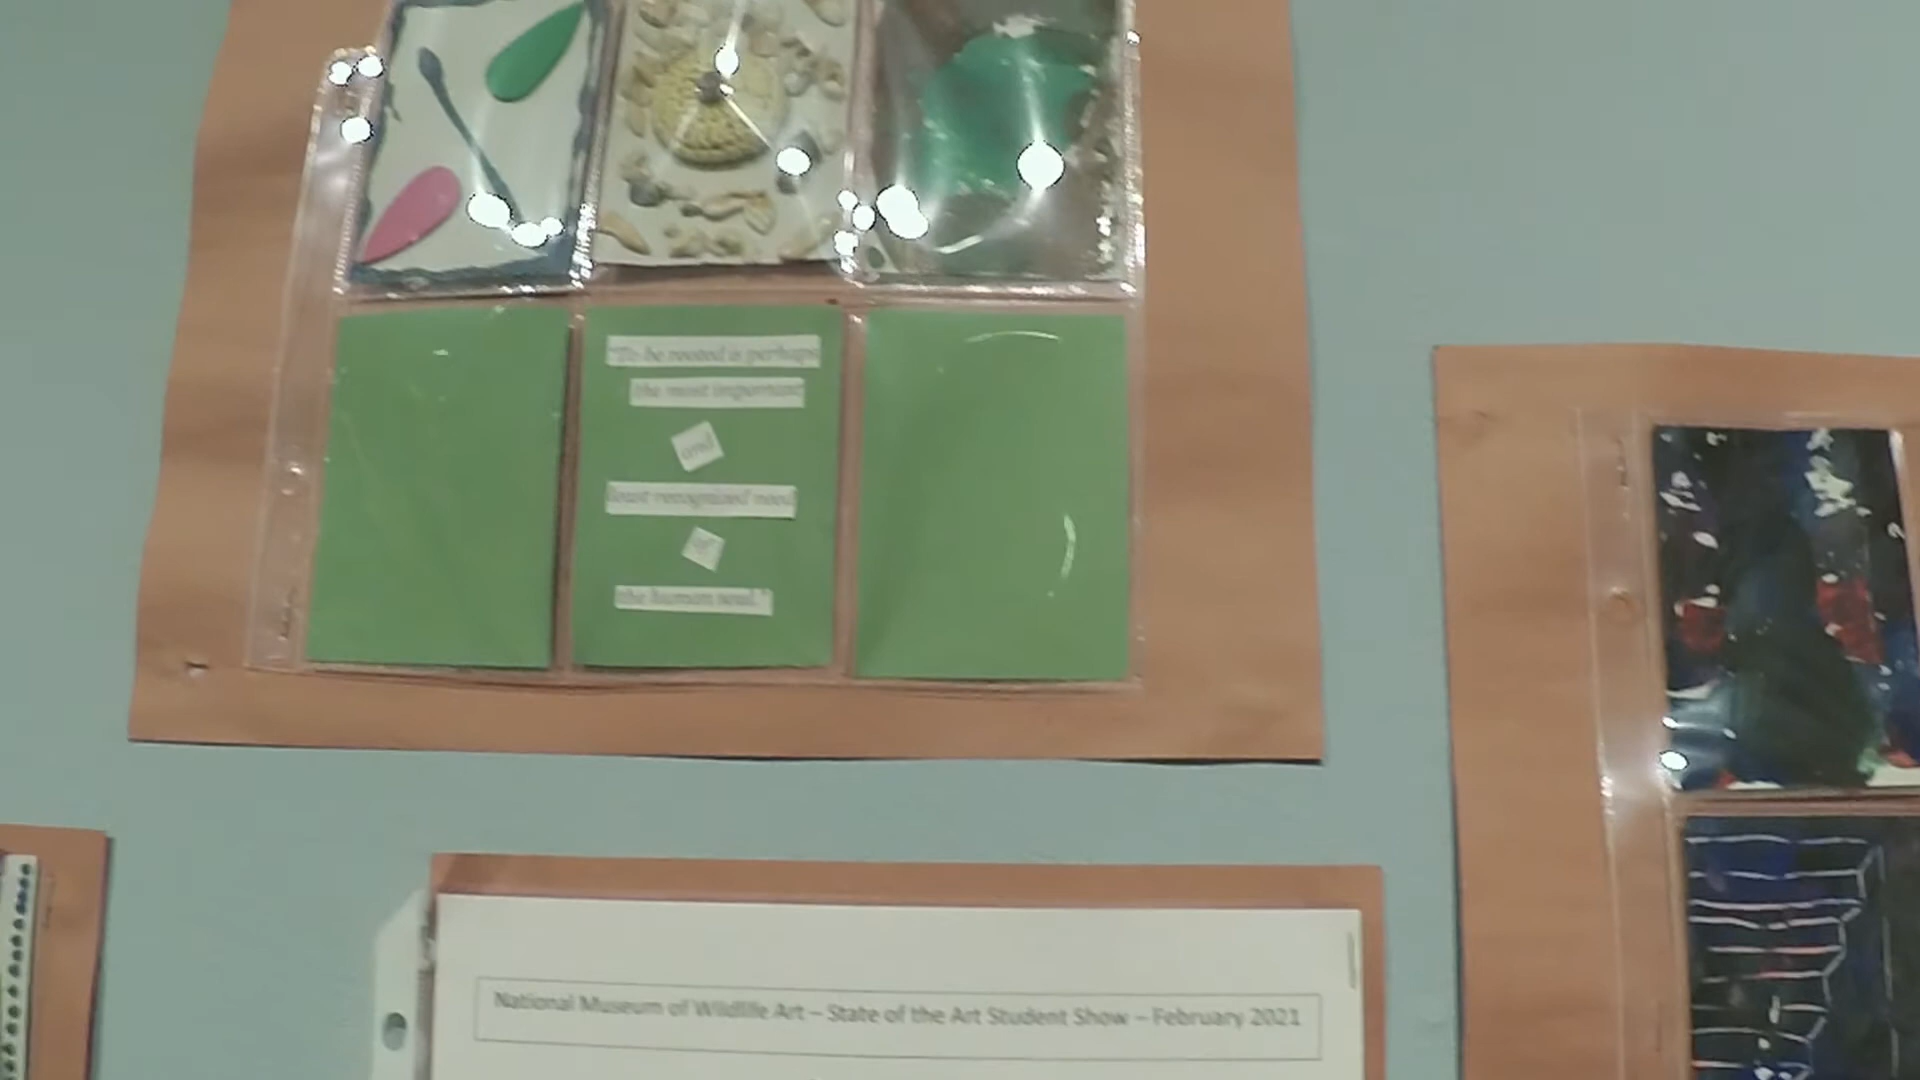 "To be rooted is perhaps
the most important
and
least recognized need
of
the human soul."
National Museum of Wildlife Art – State of the Art Student Show – February 2021